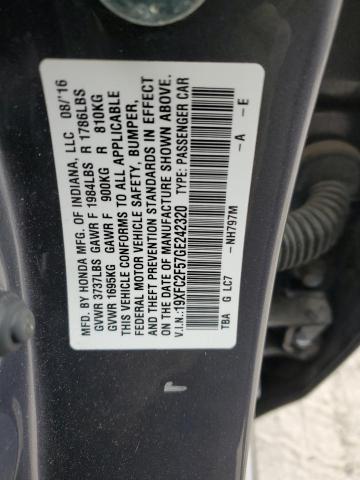 MFD. BY HONDA MFG. OF INDIANA, LLC 08/'16
GVWR 3737LBS GAWR F 1984LBS R 1786LBS
GVWR 1695KG GAWR F 900KG R 810KG
THIS VEHICLE CONFORMS TO ALL APPLICABLE
FEDERAL MOTOR VEHICLE SAFETY, BUMPER,
AND THEFT PREVENTION STANDARDS IN EFFECT
ON THE DATE OF MANUFACTURE SHOWN ABOVE.
V.I.N.: 19XFC2F57GE242320 TYPE: PASSENGER CAR
-NH797M -A -E
TBA G LC7